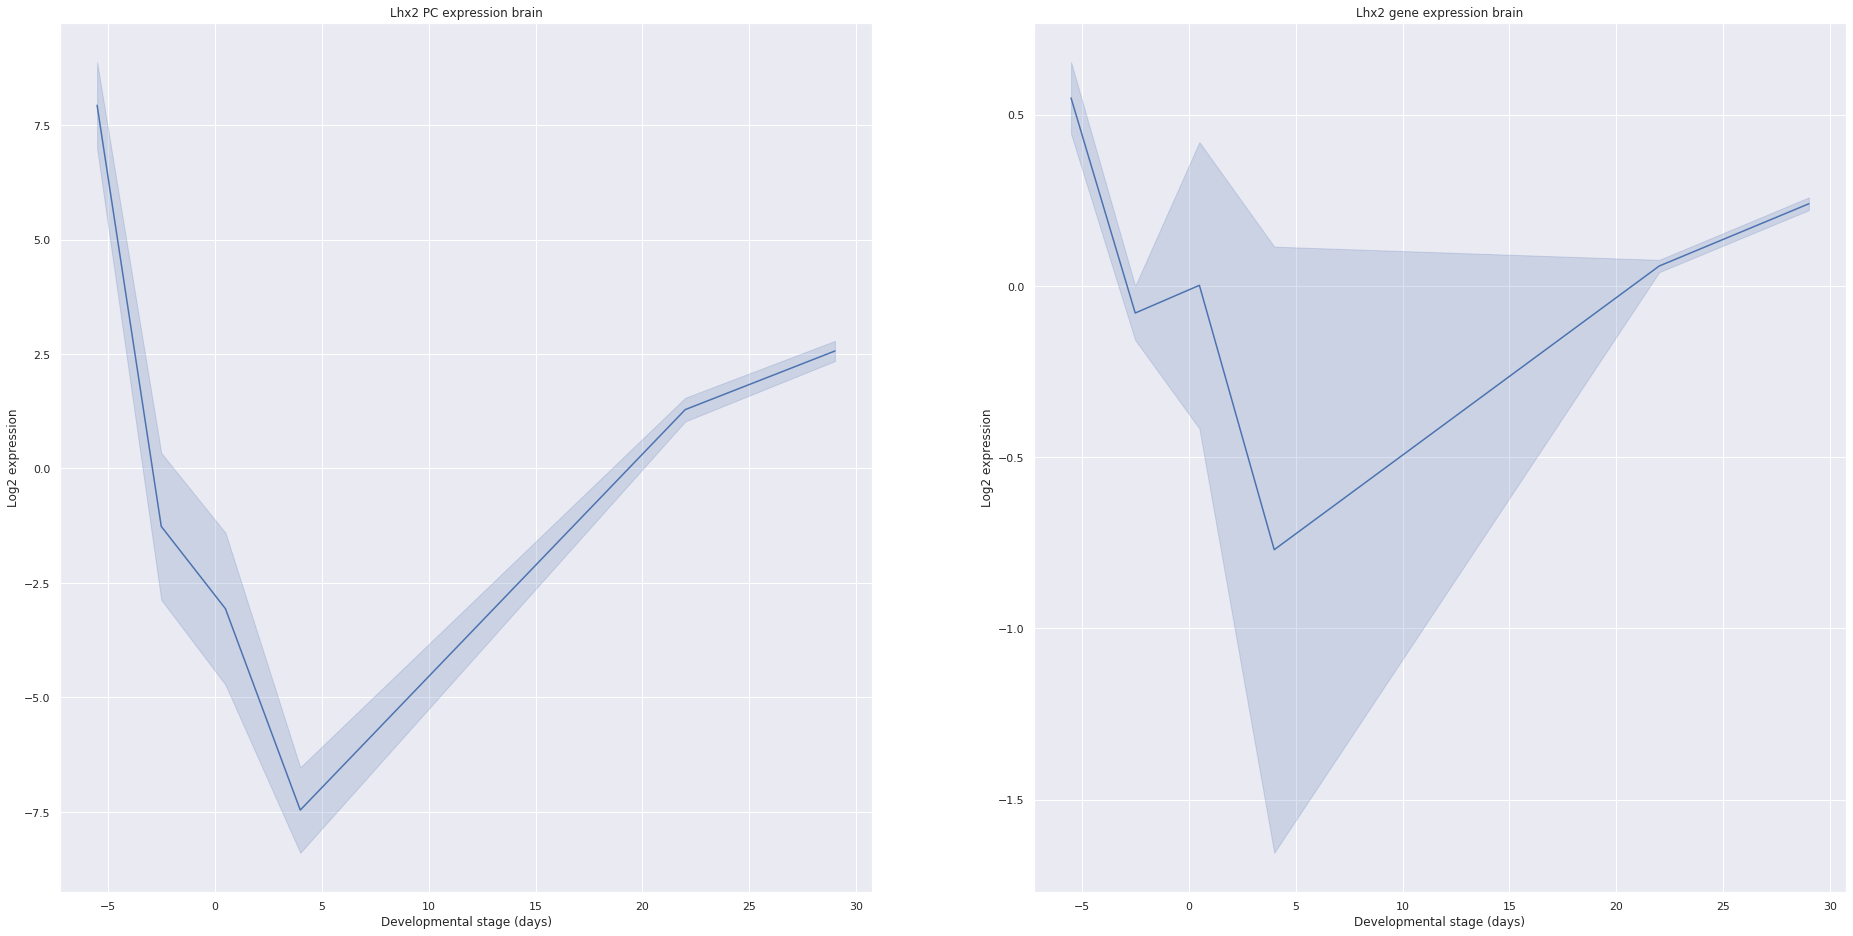 Lhx2 PC expression brain
Log2 expression
7.5
5.0
2.5
0.0
−2.5
−5.0
−7.5
−5 0 5 10 15 20 25 30
Developmental stage (days)
Lhx2 gene expression brain
Log2 expression
0.5
0.0
−0.5
−1.0
−1.5
−5 0 5 10 15 20 25 30
Developmental stage (days)